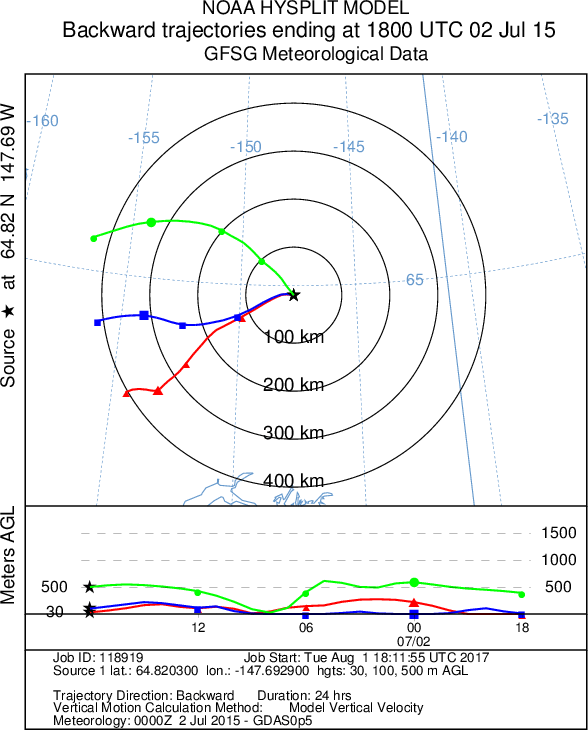 NOAA HYSPLIT MODEL
Backward trajectories ending at 1800 UTC 02 Jul 15
GFSG Meteorological Data
Source ★ at 64.82 N 147.69 W
-160
-155
-150
-145
-140
-135
65
100 km
200 km
300 km
400 km
Meters AGL
1500
1000
500
500
30
12
06
00
18
07/02
Job ID: 118919 Job Start: Tue Aug 1 18:11:55 UTC 2017
Source 1 lat.: 64.820300 lon.: -147.692900 hgts: 30, 100, 500 m AGL
Trajectory Direction: Backward Duration: 24 hrs
Vertical Motion Calculation Method: Model Vertical Velocity
Meteorology: 0000Z 2 Jul 2015 - GDAS0p5